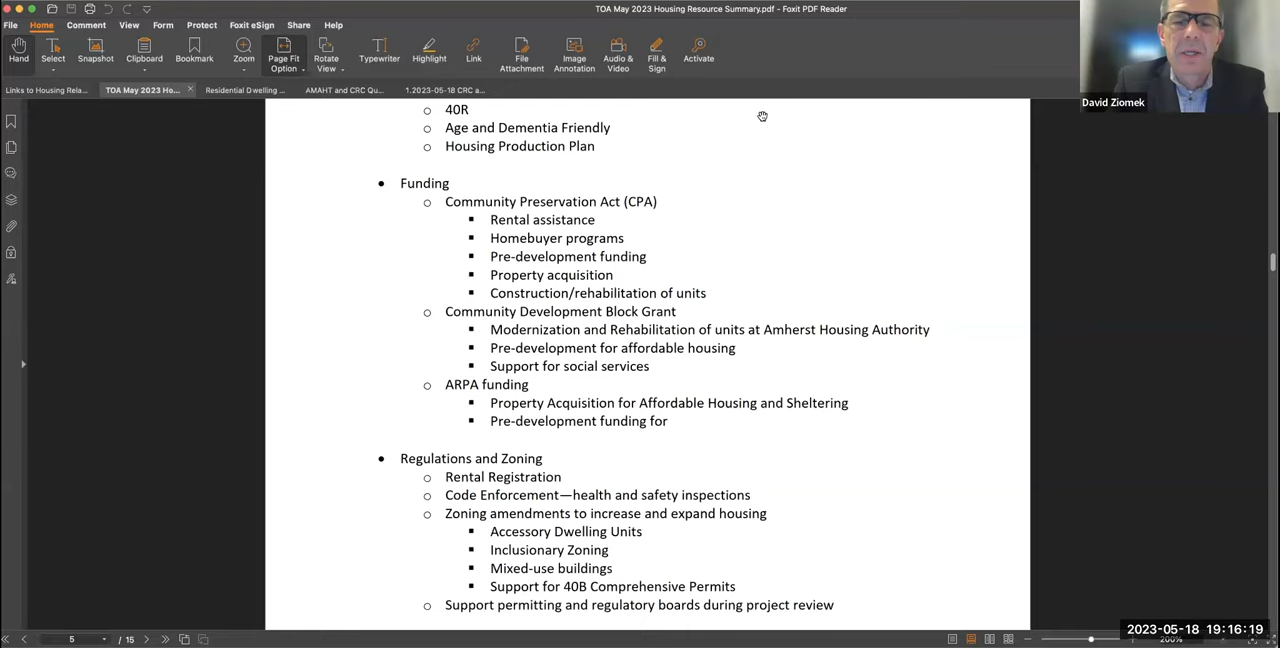 TOA May 2023 Housing Resource Summary.pdf - Foxit PDF Reader
File Home Comment View Form Protect Foxit eSign Share Help
Hand Select Snapshot Clipboard Bookmark Zoom Page Fit Option Rotate View Typewriter Highlight Link File Attachment Image Annotation Audio & Video Fill & Sign Activate
Links to Housing Rela... TOA May 2023 Ho... Residential Dwelling ... AMAHT and CRC Qu... 1.2023-05-18 CRC a...
David Ziomek
40R
Age and Dementia Friendly
Housing Production Plan
Funding
Community Preservation Act (CPA)
Rental assistance
Homebuyer programs
Pre-development funding
Property acquisition
Construction/rehabilitation of units
Community Development Block Grant
Modernization and Rehabilitation of units at Amherst Housing Authority
Pre-development for affordable housing
Support for social services
ARPA funding
Property Acquisition for Affordable Housing and Sheltering
Pre-development funding for
Regulations and Zoning
Rental Registration
Code Enforcement—health and safety inspections
Zoning amendments to increase and expand housing
Accessory Dwelling Units
Inclusionary Zoning
Mixed-use buildings
Support for 40B Comprehensive Permits
Support permitting and regulatory boards during project review
2023-05-18 19:16:19
5 / 15
200%